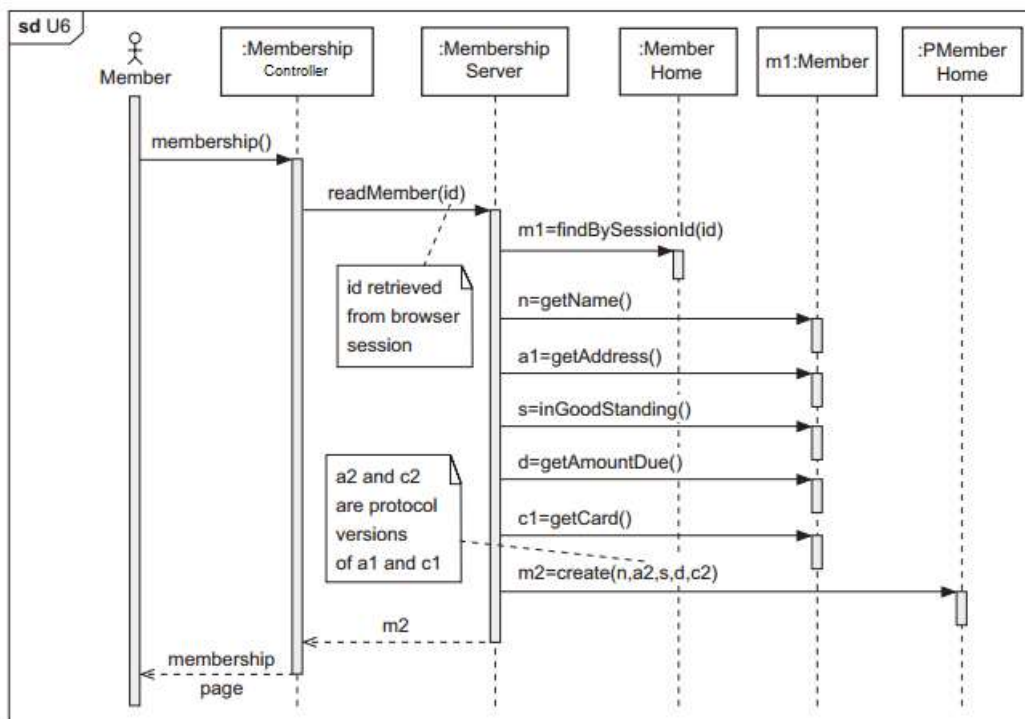 sd U6
Member
:Membership
Controller
:Membership
Server
:Member
Home
m1:Member
:PMember
Home
membership()
readMember(id)
m1=findBySessionId(id)
id retrieved
from browser
session
n=getName()
a1=getAddress()
s=inGoodStanding()
d=getAmountDue()
a2 and c2
are protocol
versions
of a1 and c1
c1=getCard()
m2=create(n,a2,s,d,c2)
m2
membership
page